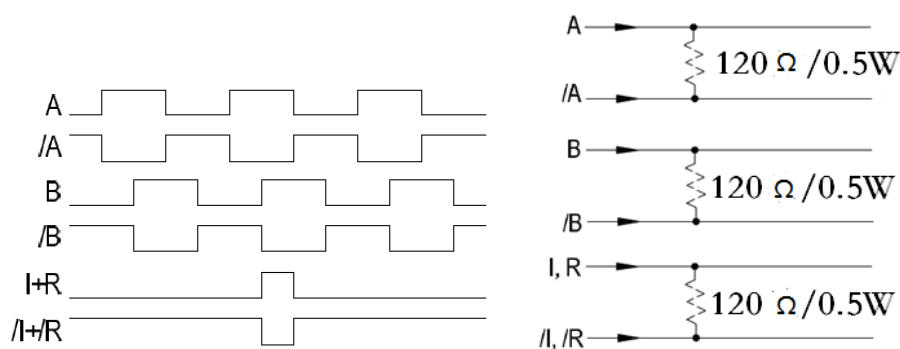 A
/A
B
/B
I+R
/I+/R
A
120 Ω /0.5W
/A
B
120 Ω/0.5W
/B
I, R
120 Ω/0.5W
/I, /R